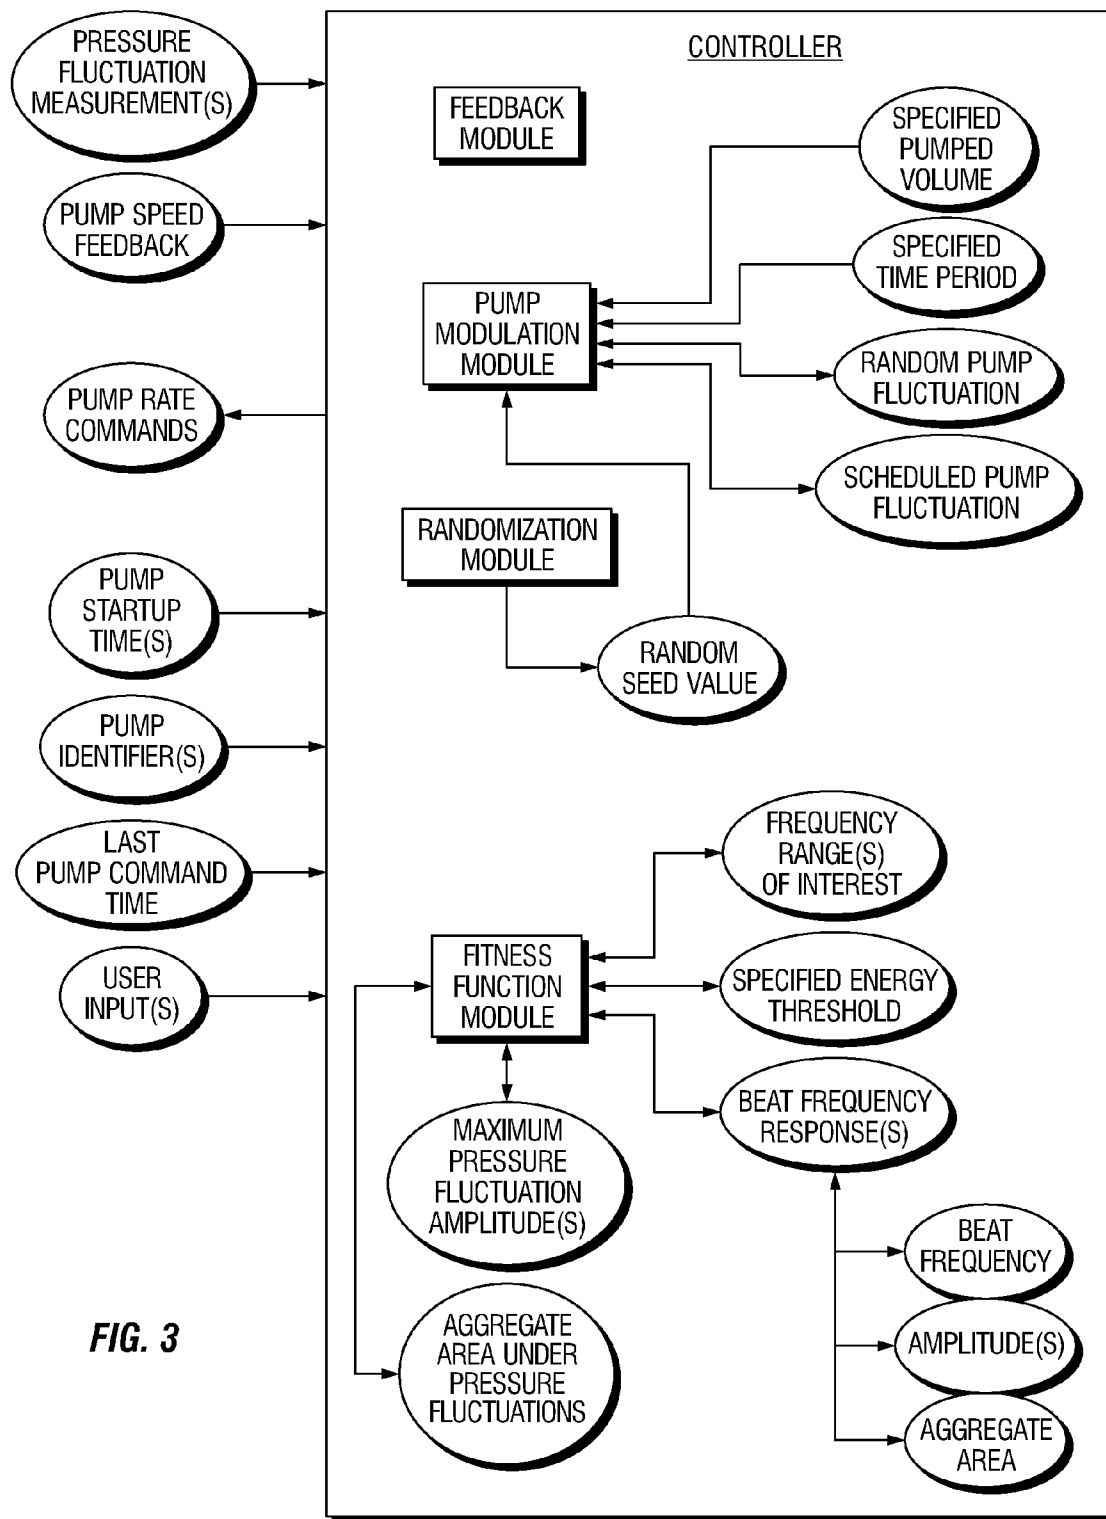 CONTROLLER
PRESSURE
FLUCTUATION
MEASUREMENT(S)
PUMP SPEED
FEEDBACK
PUMP RATE
COMMANDS
PUMP
STARTUP
TIME(S)
PUMP
IDENTIFIER(S)
LAST
PUMP COMMAND
TIME
USER
INPUT(S)
FEEDBACK
MODULE
SPECIFIED
PUMPED
VOLUME
SPECIFIED
TIME PERIOD
PUMP
MODULATION
MODULE
RANDOM PUMP
FLUCTUATION
SCHEDULED PUMP
FLUCTUATION
RANDOMIZATION
MODULE
RANDOM
SEED VALUE
FREQUENCY
RANGE(S)
OF INTEREST
FITNESS
FUNCTION
MODULE
SPECIFIED ENERGY
THRESHOLD
BEAT FREQUENCY
RESPONSE(S)
MAXIMUM
PRESSURE
FLUCTUATION
AMPLITUDE(S)
BEAT
FREQUENCY
AMPLITUDE(S)
AGGREGATE
AREA
AGGREGATE
AREA UNDER
PRESSURE
FLUCTUATIONS
FIG. 3